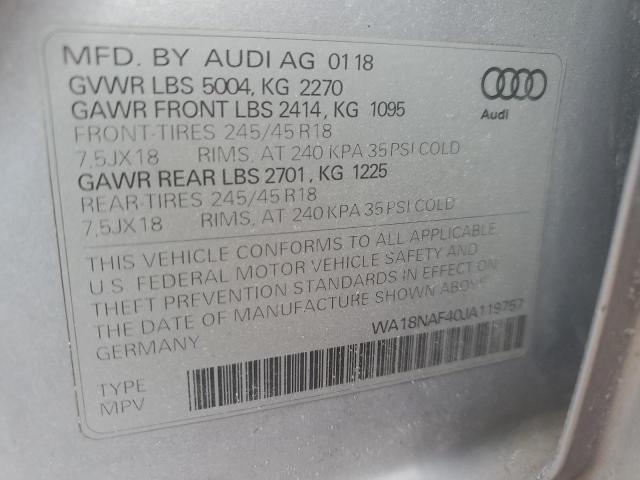 MFD. BY AUDI AG 01 18
GVWR LBS 5004, KG 2270
GAWR FRONT LBS 2414, KG 1095
FRONT-TIRES 245/45 R18
7,5JX18 RIMS, AT 240 KPA 35 PSI COLD
GAWR REAR LBS 2701, KG 1225
REAR-TIRES 245/45 R18
7,5JX18 RIMS, AT 240 KPA 35 PSI COLD
Audi
THIS VEHICLE CONFORMS TO ALL APPLICABLE
U.S. FEDERAL MOTOR VEHICLE SAFETY AND
THEFT PREVENTION STANDARDS IN EFFECT ON
THE DATE OF MANUFACTURE SHOWN ABOVE.
GERMANY
WA18NAF40JA119757
TYPE
MPV